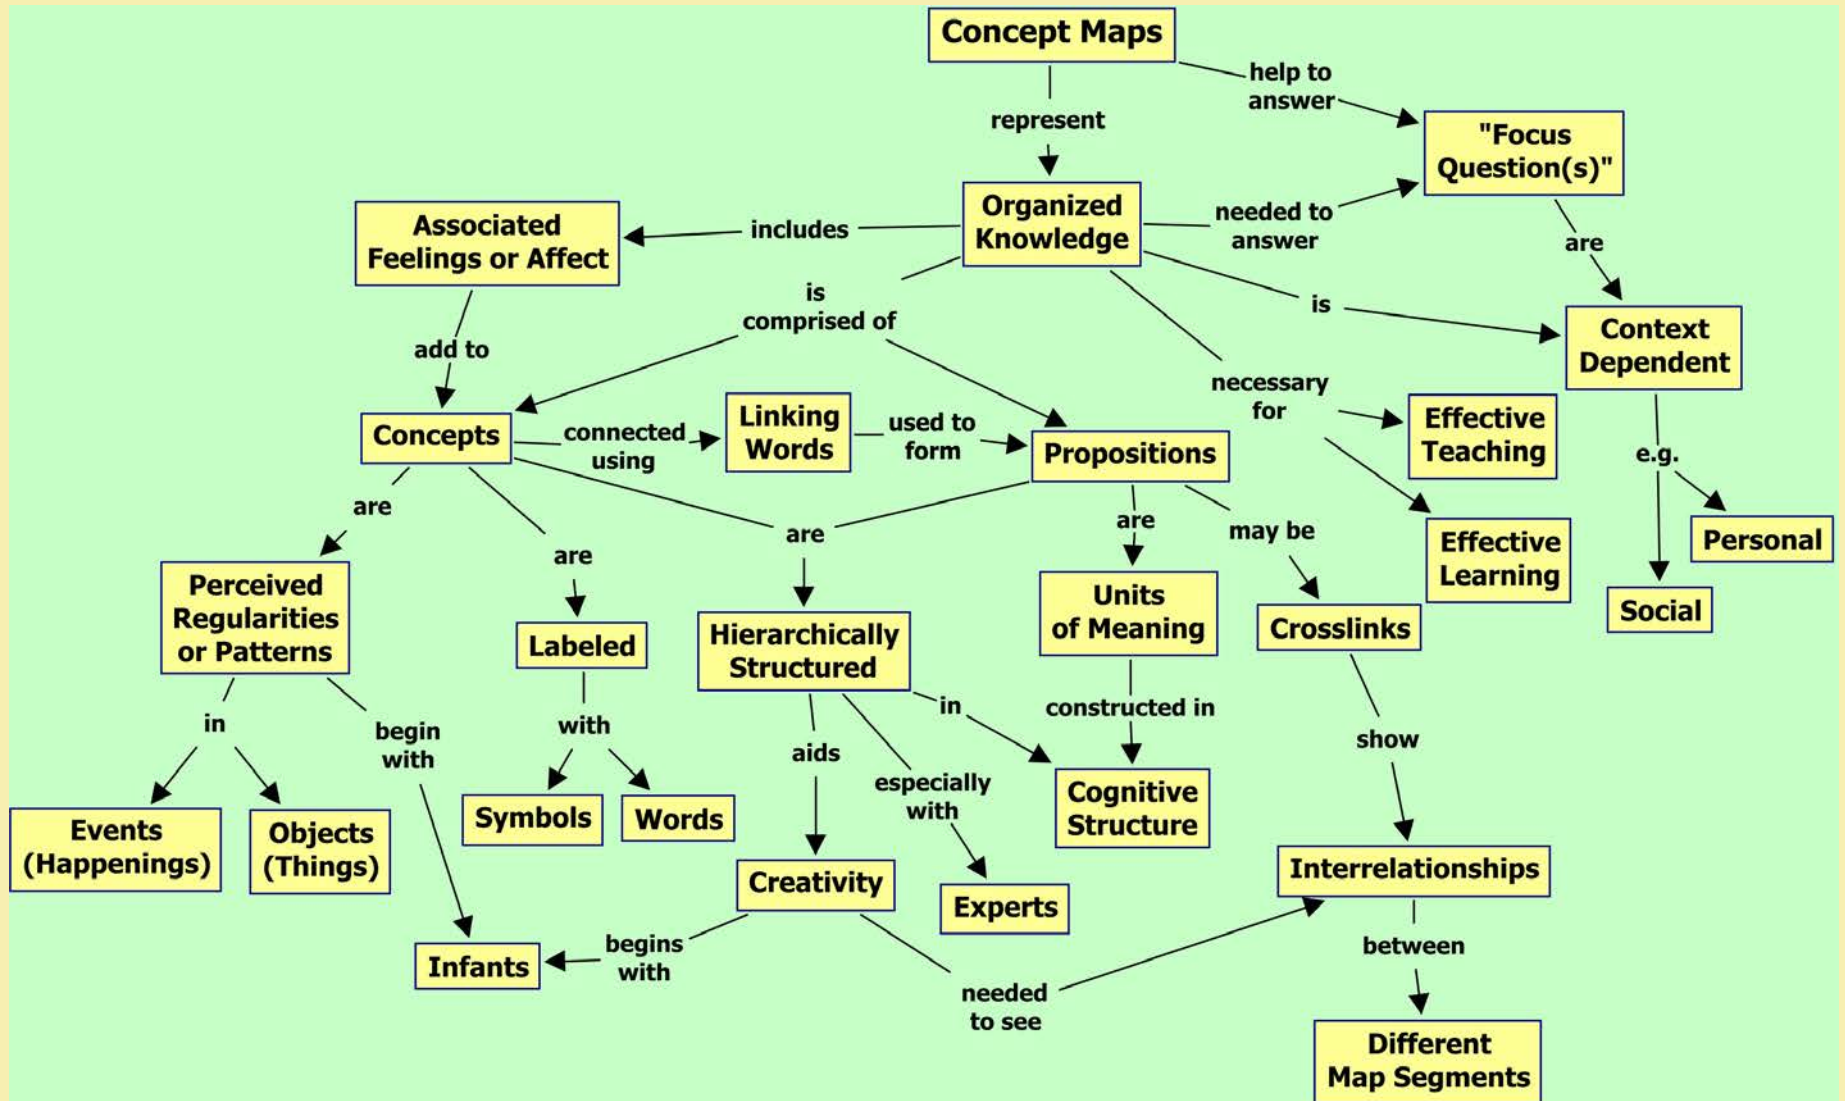 Concept Maps
help to
answer
represent
"Focus
Question(s)"
Organized
Knowledge
needed to
answer
Associated
Feelings or Affect
includes
are
is
comprised of
is
Context
Dependent
add to
necessary
for
Effective
Teaching
Concepts
connected
using
Linking
Words
used to
form
Propositions
e.g.
are
are
are
are
may be
Effective
Learning
Personal
Social
Perceived
Regularities
or Patterns
Labeled
Hierarchically
Structured
Units
of Meaning
Crosslinks
in
begin
with
with
aids
especially
with
in
constructed in
show
Events
(Happenings)
Objects
(Things)
Symbols
Words
Cognitive
Structure
Creativity
Experts
Interrelationships
Infants
begins
with
needed
to see
between
Different
Map Segments